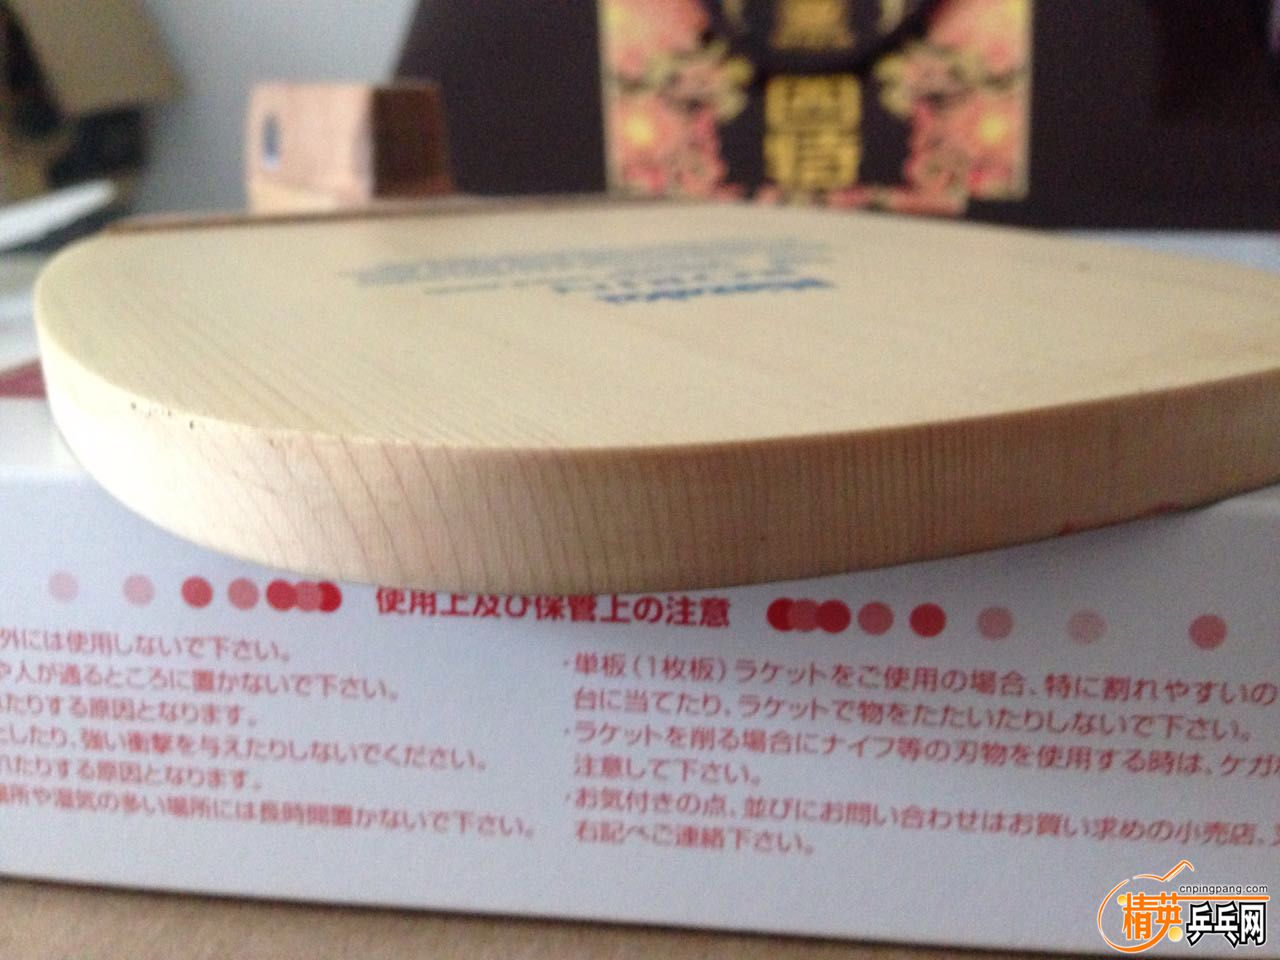 使用上及び保管上の注意
外には使用しないで下さい。
や人が通るところに置かないで下さい。
れたりする原因となります。
としたり、強い衝撃を与えたりしないでください。
れたりする原因となります。
場所や湿気の多い場所には長時間置かないで下さい。
・単板(1枚板)ラケットをご使用の場合、特に割れやすいの
台に当てたり、ラケットで物をたたいたりしないで下さい。
・ラケットを削る場合にナイフ等の刃物を使用する時は、ケガ
注意して下さい。
・お気付きの点、並びにお問い合わせはお買い求めの小売店、
右記へご連絡下さい。
cnpingpang.com
精英乒乓网